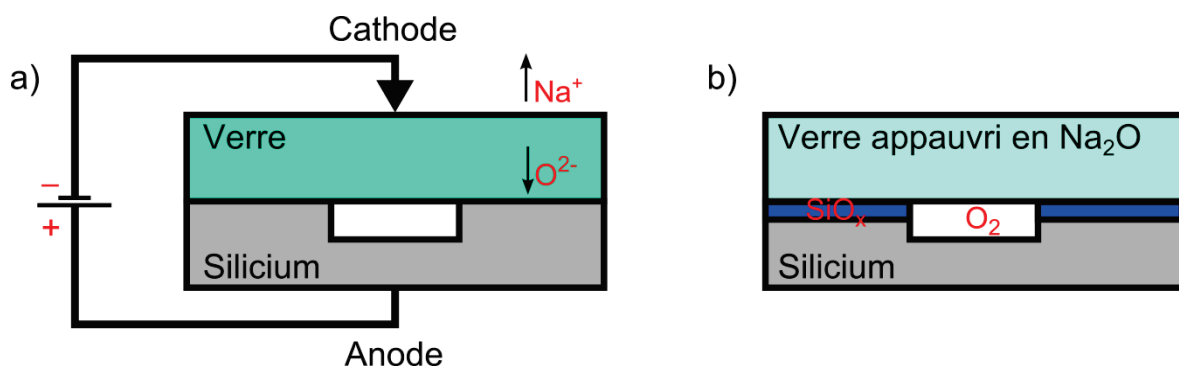 a)
Cathode
Na⁺
Verre
O²⁻
−
+
Silicium
Anode
b)
Verre appauvri en Na₂O
SiOₓ
O₂
Silicium